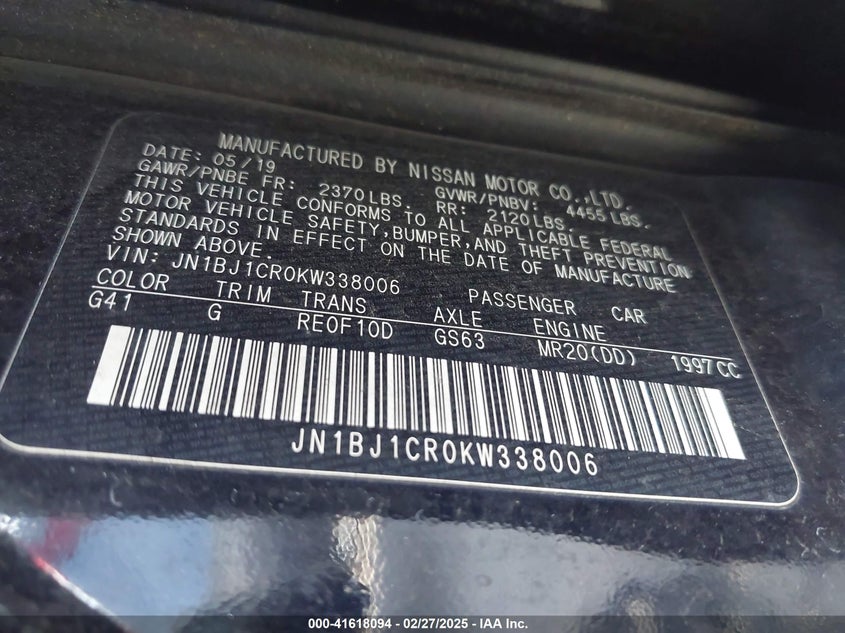 MANUFACTURED BY NISSAN MOTOR CO.,LTD.
DATE: 05/19 GVWR/PNBV: 4455LBS.
GAWR/PNBE FR: 2370LBS. RR: 2120LBS.
THIS VEHICLE CONFORMS TO ALL APPLICABLE FEDERAL
MOTOR VEHICLE SAFETY,BUMPER,AND THEFT PREVENTION
STANDARDS IN EFFECT ON THE DATE OF MANUFACTURE
SHOWN ABOVE.
VIN: JN1BJ1CR0KW338006 PASSENGER CAR
COLOR TRIM TRANS AXLE ENGINE
G41 G RE0F10D GS63 MR20(DD) 1997CC
JN1BJ1CR0KW338006
000-41618094 – 02/27/2025 – IAA Inc.